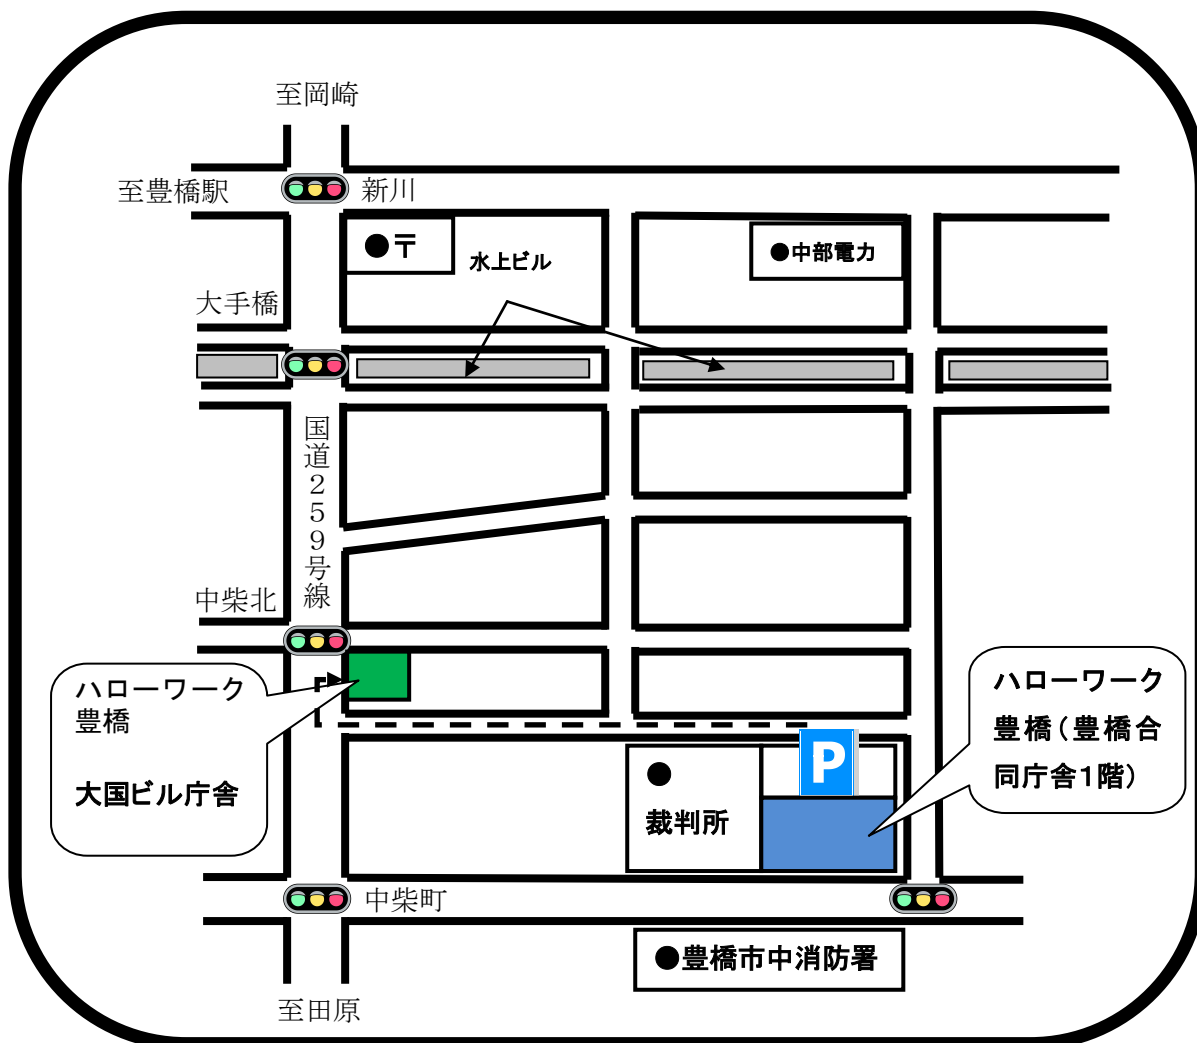 至岡崎
至豊橋駅
新川
●〒
水上ビル
●中部電力
大手橋
国道259号線
中柴北
ハローワーク
豊橋
大国ビル庁舎
ハローワーク
豊橋（豊橋合
同庁舎1階）
P
●
裁判所
中柴町
●豊橋市中消防署
至田原